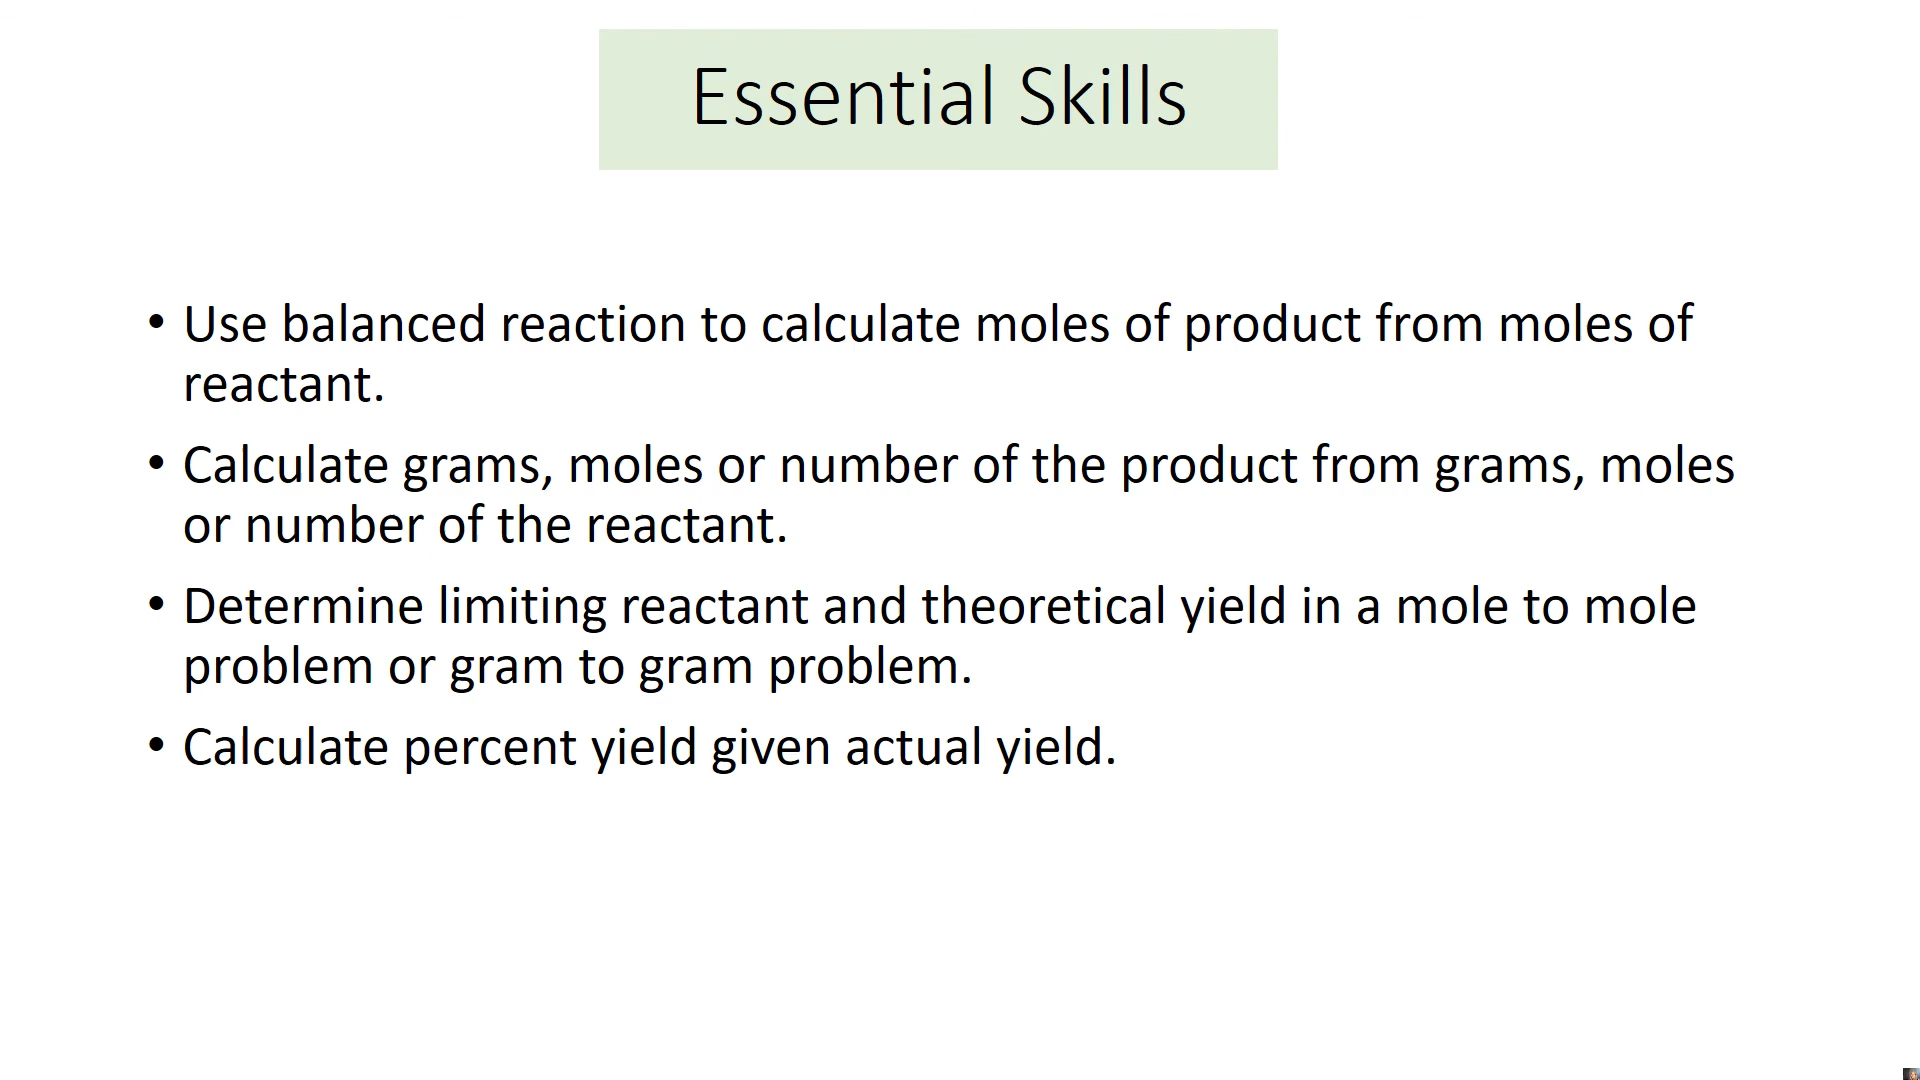 Essential Skills
• Use balanced reaction to calculate moles of product from moles of
reactant.
• Calculate grams, moles or number of the product from grams, moles
or number of the reactant.
• Determine limiting reactant and theoretical yield in a mole to mole
problem or gram to gram problem.
• Calculate percent yield given actual yield.